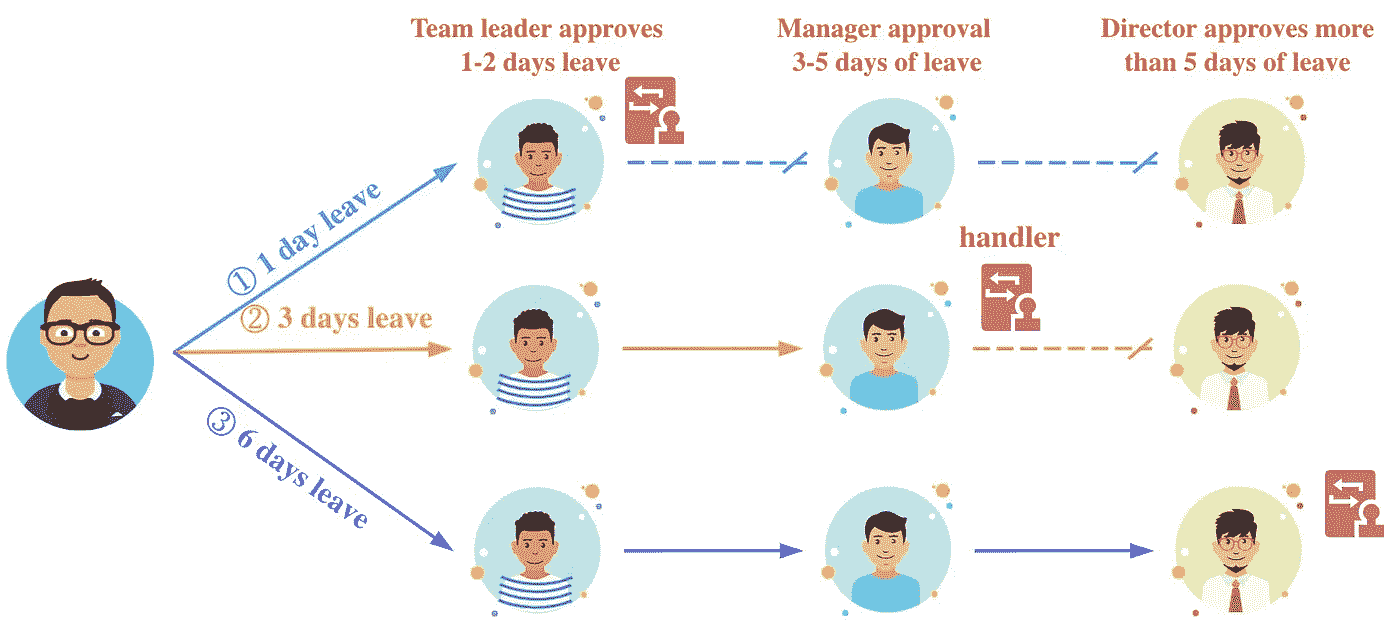 Team leader approves
1-2 days leave
Manager approval
3-5 days of leave
Director approves more
than 5 days of leave
① 1 day leave
handler
② 3 days leave
③ 6 days leave